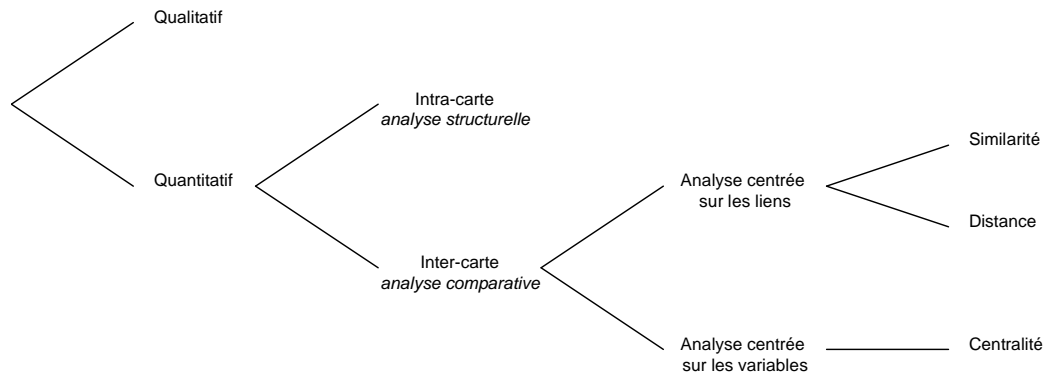 Qualitatif
Intra-carte
analyse structurelle
Similarité
Quantitatif
Analyse centrée
sur les liens
Distance
Inter-carte
analyse comparative
Analyse centrée
sur les variables
Centralité